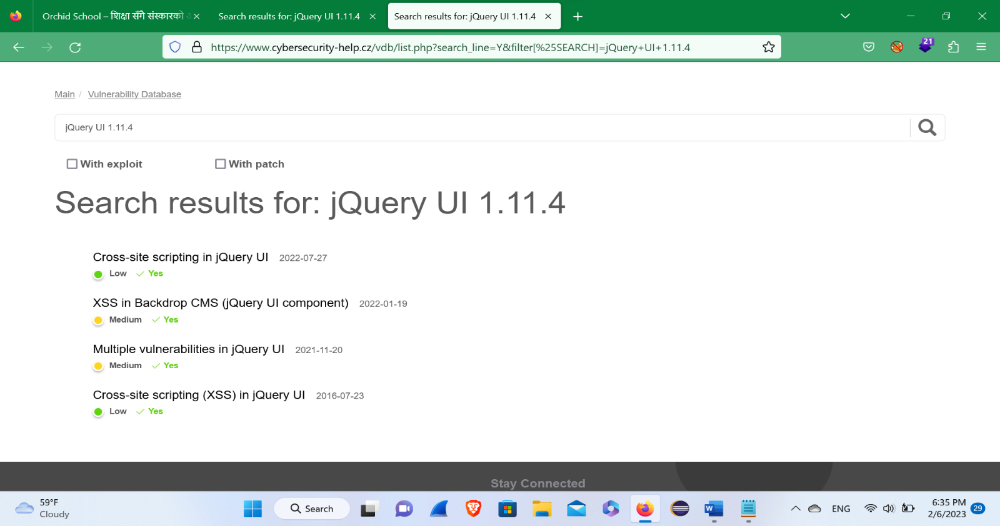 Orchid School – शिक्षा सँगै संस्कारको
Search results for: jQuery UI 1.11.4
Search results for: jQuery UI 1.11.4
https://www.cybersecurity-help.cz/vdb/list.php?search_line=Y&filter[%25SEARCH]=jQuery+UI+1.11.4
21
Main / Vulnerability Database
jQuery UI 1.11.4
With exploit
With patch
Search results for: jQuery UI 1.11.4
Cross-site scripting in jQuery UI 2022-07-27
Low Yes
XSS in Backdrop CMS (jQuery UI component) 2022-01-19
Medium Yes
Multiple vulnerabilities in jQuery UI 2021-11-20
Medium Yes
Cross-site scripting (XSS) in jQuery UI 2016-07-23
Low Yes
Stay Connected
59°F
Cloudy
Search
W
ENG
6:35 PM
2/6/2023
29